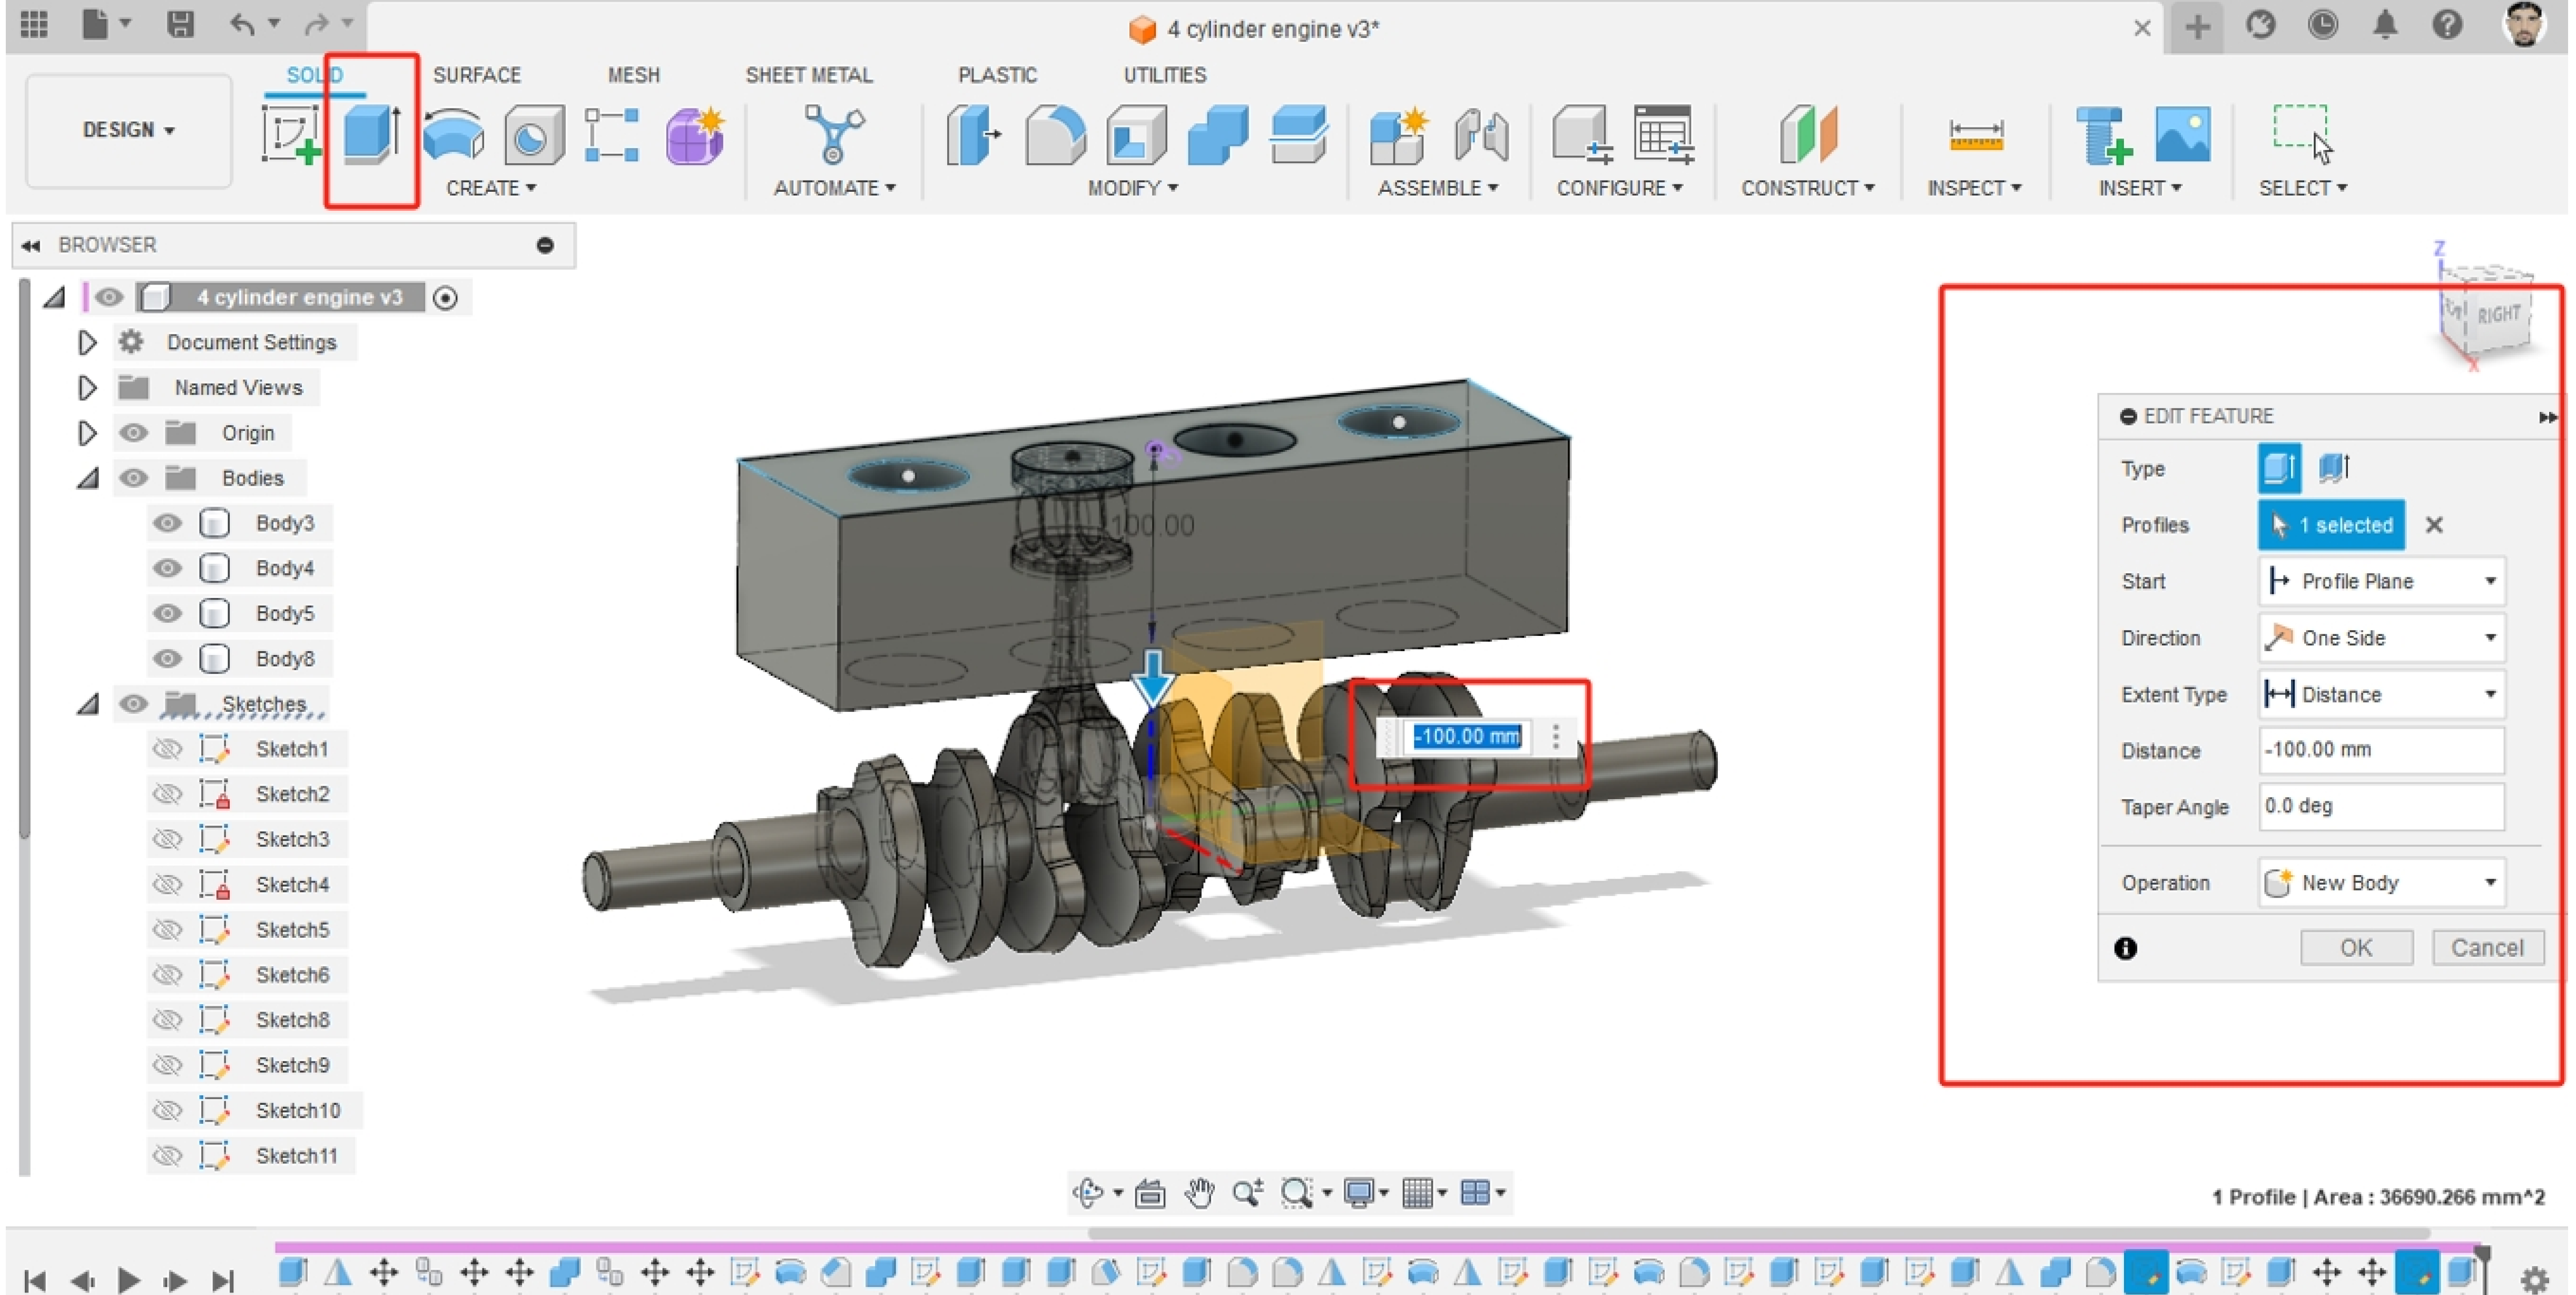 4 cylinder engine v3*
SOLID SURFACE MESH SHEET METAL PLASTIC UTILITIES
DESIGN
CREATE AUTOMATE MODIFY ASSEMBLE CONFIGURE CONSTRUCT INSPECT INSERT SELECT
BROWSER
4 cylinder engine v3
Document Settings
Named Views
Origin
Bodies
Body3
Body4
Body5
Body8
Sketches
Sketch1
Sketch2
Sketch3
Sketch4
Sketch5
Sketch6
Sketch8
Sketch9
Sketch10
Sketch11
100.00
-100.00 mm
Z
RIGHT
X
EDIT FEATURE
Type
Profiles 1 selected
Start Profile Plane
Direction One Side
Extent Type Distance
Distance -100.00 mm
Taper Angle 0.0 deg
Operation New Body
OK Cancel
1 Profile | Area : 36690.266 mm^2